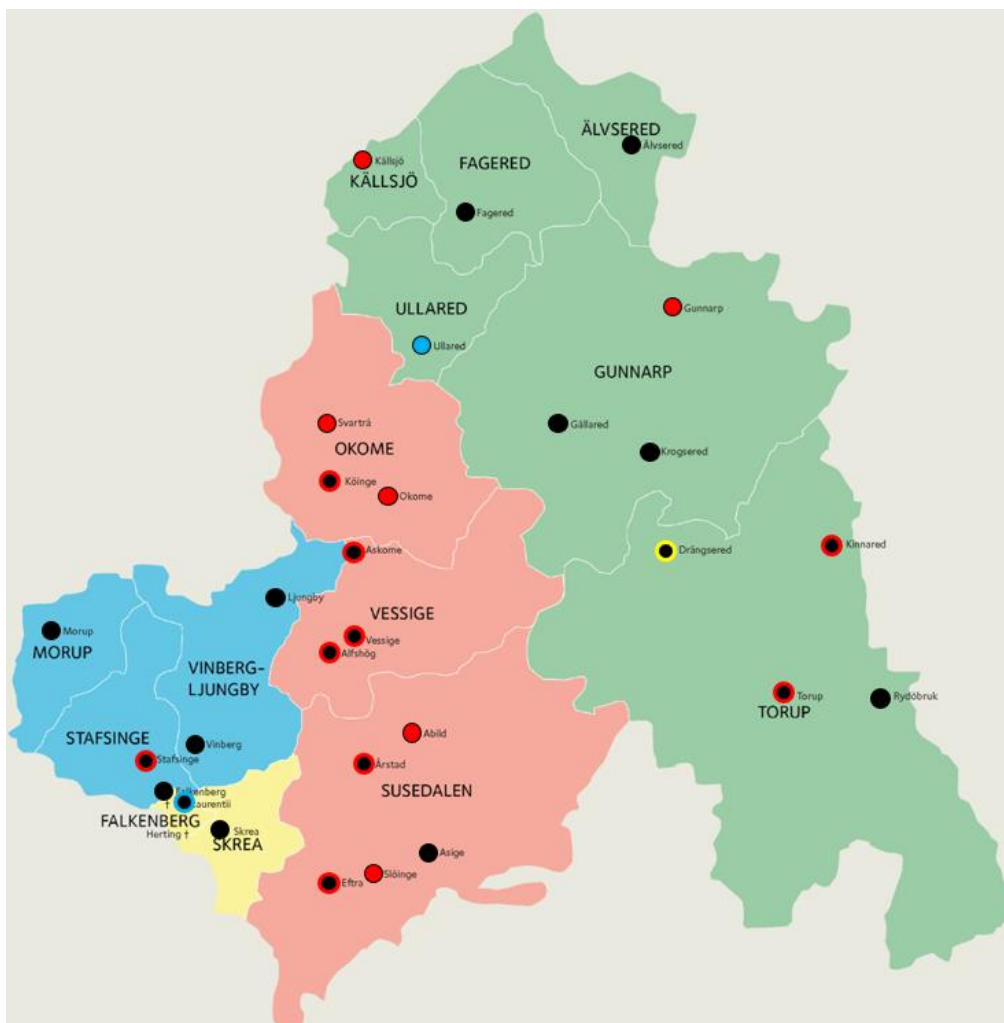 ÄLVSERED
Älvsered
Källsjö
FAGERED
KÄLLSJÖ
Fagered
ULLARED
Gunnarp
Ullared
GUNNARP
Svartrå
Gällared
OKOME
Krogsered
Köinge
Okome
Askome
Drängsered
Kinnared
Ljungby
VESSIGE
Morup
Vessige
MORUP
Alfshög
VINBERG-
LJUNGBY
Torup
Rydöbruk
TORUP
STAFSINGE
Abild
Vinberg
Stafsinge
Årstad
SUSEDALEN
Falkenberg
† Laurentii
FALKENBERG
Herting †
Skrea
SKREA
Asige
Slöinge
Eftra